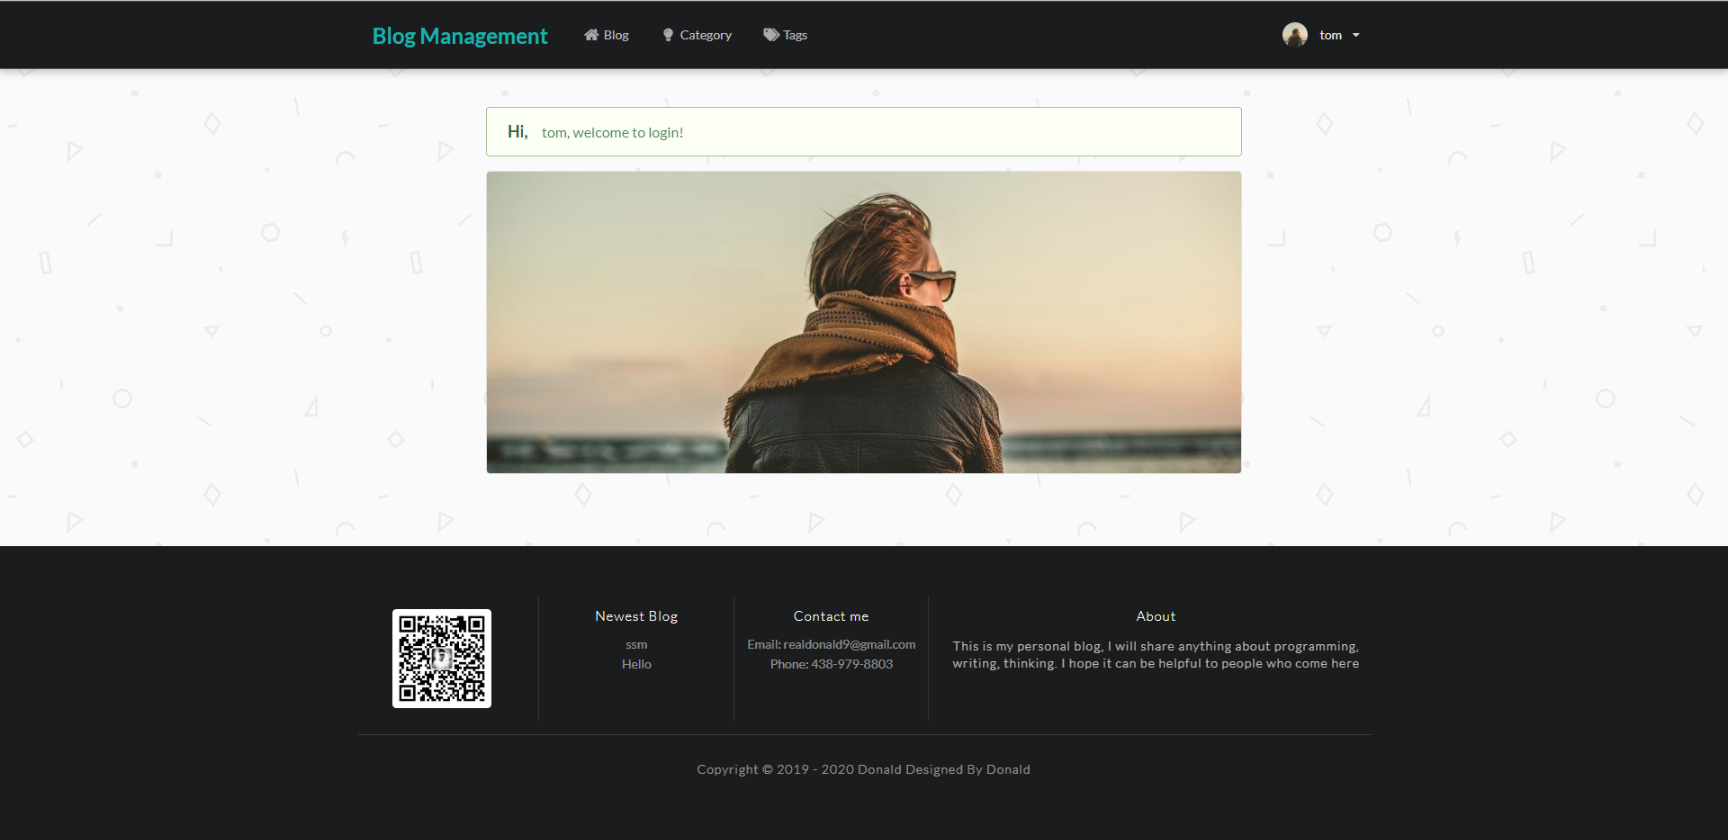 Blog Management
Blog
Category
Tags
tom
Hi, tom, welcome to login!
Newest Blog
ssm
Hello
Contact me
Email: realdonald9@gmail.com
Phone: 438-979-8803
About
This is my personal blog, I will share anything about programming,
writing, thinking. I hope it can be helpful to people who come here
Copyright © 2019 - 2020 Donald Designed By Donald